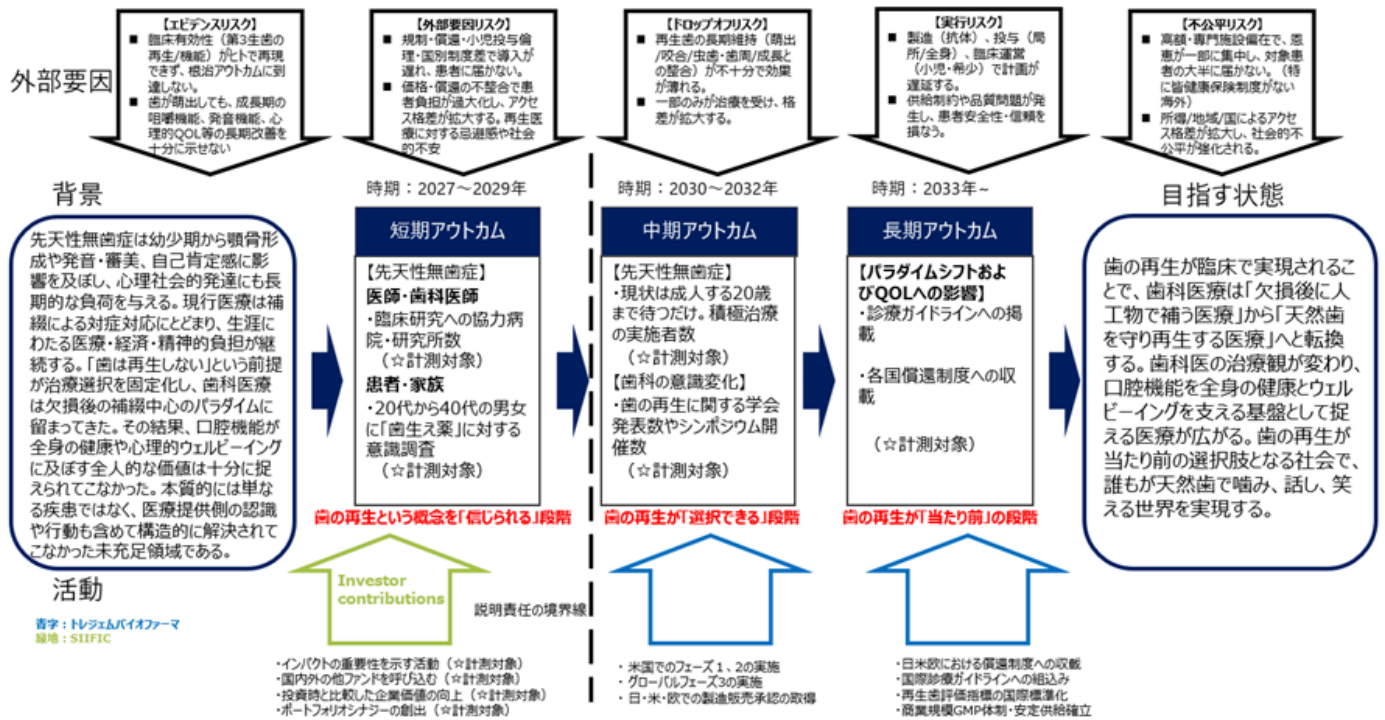 【エビデンスリスク】
■ 臨床有効性（第3生歯の
再生/機能）がヒトで再現
できず、根治アウトカムに到
達しない。
■ 歯が萌出しても、成長期の
咀嚼機能、発音機能、心
理的QOL等の長期改善を
十分に示せない
【外部要因リスク】
■ 規制・償還・小児投与倫
理・国別制度差で導入が
遅れ、患者に届かない。
■ 価格・償還の不整合で患
者負担が過大化し、アクセ
ス格差が拡大する。再生医
療に対する忌避感や社会
的不安
【ドロップオフリスク】
■ 再生歯の長期維持（萌出
/咬合/虫歯・歯周/成長と
の整合）が不十分で効果
が薄れる。
■ 一部のみが治療を受け、格
差が拡大する。
【実行リスク】
■ 製造（抗体）、投与（局
所/全身）、臨床運営
（小児・希少）で計画が
遅延する。
■ 供給制約や品質問題が発
生し、患者安全性・信頼を
損なう。
【不公平リスク】
■ 高額・専門施設偏在で、恩
恵が一部に集中し、対象患
者の大半に届かない。（特
に皆健康保険制度がない
海外）
■ 所得/地域/国によるアクセ
ス格差が拡大し、社会的不
公平が強化される。
外部要因
背景
先天性無歯症は幼少期から顎骨形
成や発音・審美、自己肯定感に影
響を及ぼし、心理社会的発達にも長
期的な負荷を与える。現行医療は補
綴による対症対応にとどまり、生涯に
わたる医療・経済・精神的負担が継
続する。「歯は再生しない」という前提
が治療選択を固定化し、歯科医療
は欠損後の補綴中心のパラダイムに
留まってきた。その結果、口腔機能が
全身の健康や心理的ウェルビーイング
に及ぼす全人的な価値は十分に捉
えられてこなかった。本質的には単な
る疾患ではなく、医療提供側の認識
や行動も含めて構造的に解決されて
こなかった未充足領域である。
時期：2027～2029年
短期アウトカム
【先天性無歯症】
医師・歯科医師
・臨床研究への協力病
院・研究所数
（☆計測対象）
患者・家族
・20代から40代の男女
に「歯生え薬」に対する
意識調査
（☆計測対象）
歯の再生という概念を「信じられる」段階
時期：2030～2032年
中期アウトカム
【先天性無歯症】
・現状は成人する20歳
まで待つだけ。積極治療
の実施者数
（☆計測対象）
【歯科の意識変化】
・歯の再生に関する学会
発表数やシンポジウム開
催数
（☆計測対象）
歯の再生が「選択できる」段階
時期：2033年~
長期アウトカム
【パラダイムシフトおよ
びQOLへの影響】
・診療ガイドラインへの掲
載
・各国償還制度への収
載
（☆計測対象）
歯の再生が「当たり前」の段階
目指す状態
歯の再生が臨床で実現されるこ
とで、歯科医療は「欠損後に人
工物で補う医療」から「天然歯
を守り再生する医療」へと転換
する。歯科医の治療観が変わり、
口腔機能を全身の健康とウェル
ビーイングを支える基盤として捉
える医療が広がる。歯の再生が
当たり前の選択肢となる社会で、
誰もが天然歯で噛み、話し、笑
える世界を実現する。
活動
青字：トレジェムバイオファーマ
緑地：SIIFIC
Investor
contributions
説明責任の境界線
・インパクトの重要性を示す活動（☆計測対象）
・国内外の他ファンドを呼び込む（☆計測対象）
・投資時と比較した企業価値の向上（☆計測対象）
・ポートフォリオシナジーの創出（☆計測対象）
・米国でのフェーズ１、２の実施
・グローバルフェーズ3の実施
・日・米・欧での製造販売承認の取得
・日米欧における償還制度への収載
・国際診療ガイドラインへの組込み
・再生歯評価指標の国際標準化
・商業規模GMP体制・安定供給確立